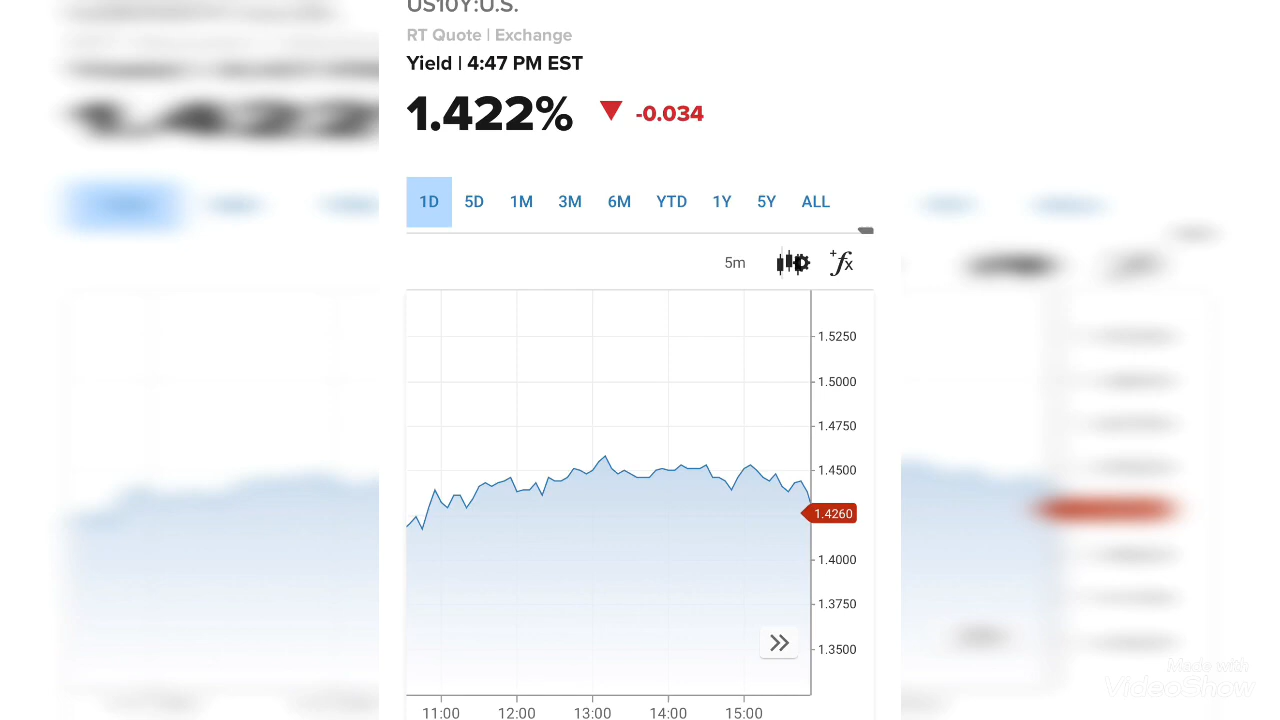 US10Y:U.S.
RT Quote | Exchange
Yield | 4:47 PM EST
1.422% ▼ -0.034
1D 5D 1M 3M 6M YTD 1Y 5Y ALL
5m +fx
1.5250
1.5000
1.4750
1.4500
1.4260
1.4000
1.3750
1.3500
11:00 12:00 13:00 14:00 15:00
Made with
VideoShow